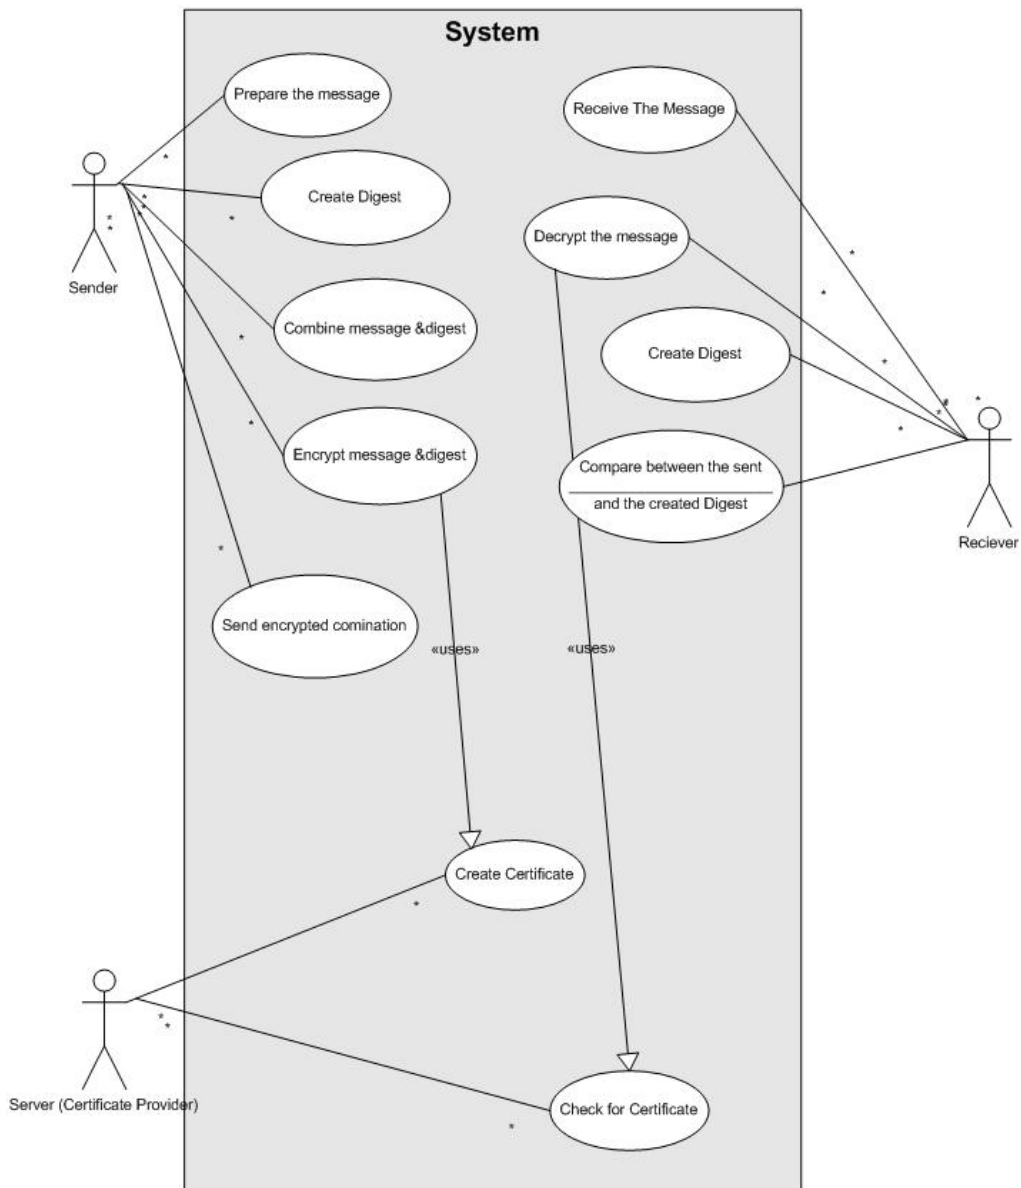 System
Prepare the message
Receive The Message
Create Digest
Decrypt the message
Sender
Combine message &digest
Create Digest
Encrypt message &digest
Compare between the sent
and the created Digest
Reciever
Send encrypted comination
«uses»
«uses»
Create Certificate
Server (Certificate Provider)
Check for Certificate